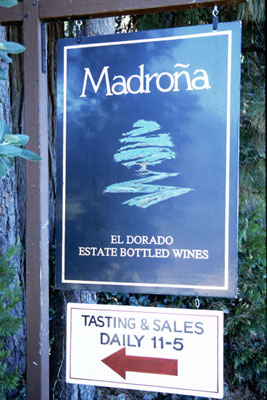 Madroña
EL DORADO
ESTATE BOTTLED WINES
TASTING & SALES
DAILY 11-5